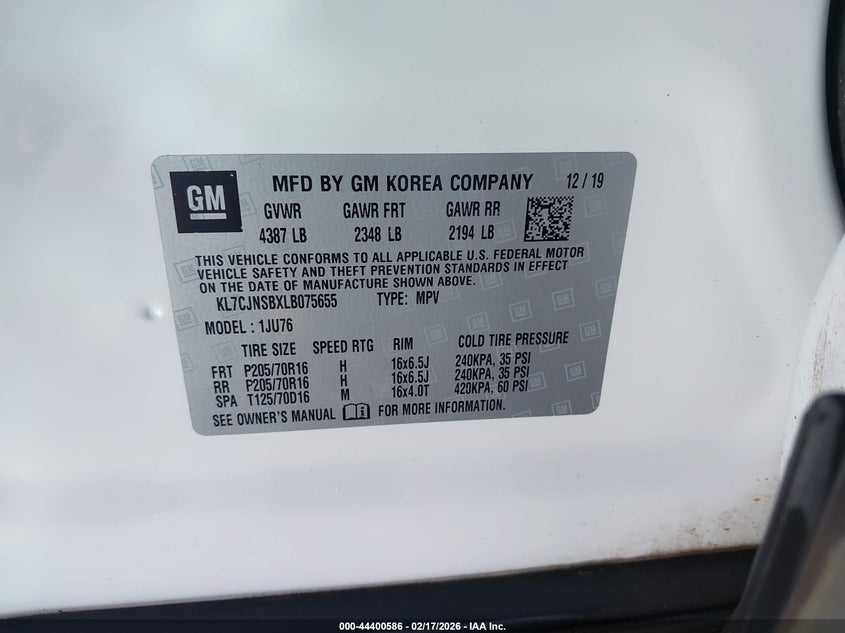 GM MFD BY GM KOREA COMPANY 12 / 19
GVWR GAWR FRT GAWR RR
4387 LB 2348 LB 2194 LB
THIS VEHICLE CONFORMS TO ALL APPLICABLE U.S. FEDERAL MOTOR
VEHICLE SAFETY AND THEFT PREVENTION STANDARDS IN EFFECT
ON THE DATE OF MANUFACTURE SHOWN ABOVE.
KL7CJNSBXLB075655 TYPE: MPV
MODEL : 1JU76
TIRE SIZE SPEED RTG RIM COLD TIRE PRESSURE
FRT P205/70R16 H 16x6.5J 240KPA, 35 PSI
RR P205/70R16 H 16x6.5J 240KPA, 35 PSI
SPA T125/70D16 M 16x4.0T 420KPA, 60 PSI
SEE OWNER'S MANUAL FOR MORE INFORMATION.
000-44400586 - 02/17/2026 - IAA Inc.